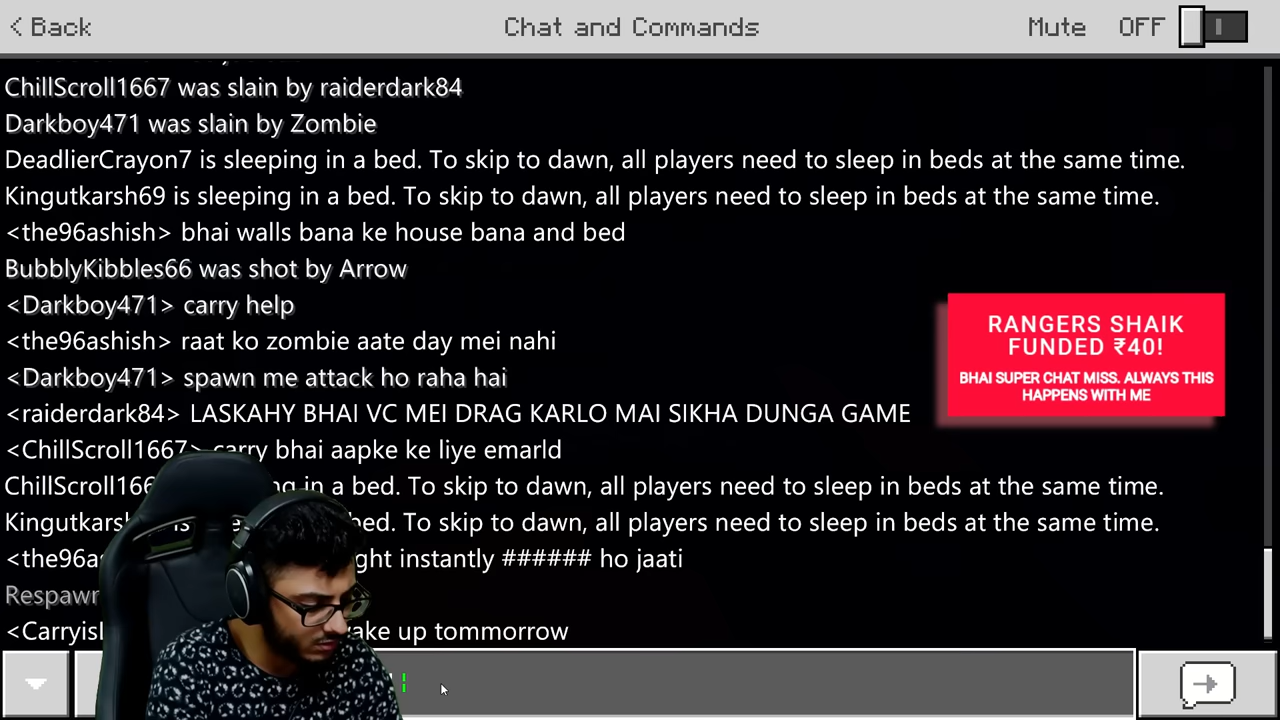 Back
Chat and Commands
Mute OFF
ChillScroll1667 was slain by raiderdark84
Darkboy471 was slain by Zombie
DeadlierCrayon7 is sleeping in a bed. To skip to dawn, all players need to sleep in beds at the same time.
Kingutkarsh69 is sleeping in a bed. To skip to dawn, all players need to sleep in beds at the same time.
<the96ashish> bhai walls bana ke house bana and bed
BubblyKibbles66 was shot by Arrow
<Darkboy471> carry help
<the96ashish> raat ko zombie aate day mei nahi
<Darkboy471> spawn me attack ho raha hai
<raiderdark84> LASKAHY BHAI VC MEI DRAG KARLO MAI SIKHA DUNGA GAME
<ChillScroll1667> carry bhai aapke ke liye emarld
ChillScroll166 in a bed. To skip to dawn, all players need to sleep in beds at the same time.
Kingutkarsh bed. To skip to dawn, all players need to sleep in beds at the same time.
<the96as instantly ###### ho jaati
Respawn
<Carryis up tommorrow
RANGERS SHAIK
FUNDED ₹40!
BHAI SUPER CHAT MISS. ALWAYS THIS
HAPPENS WITH ME